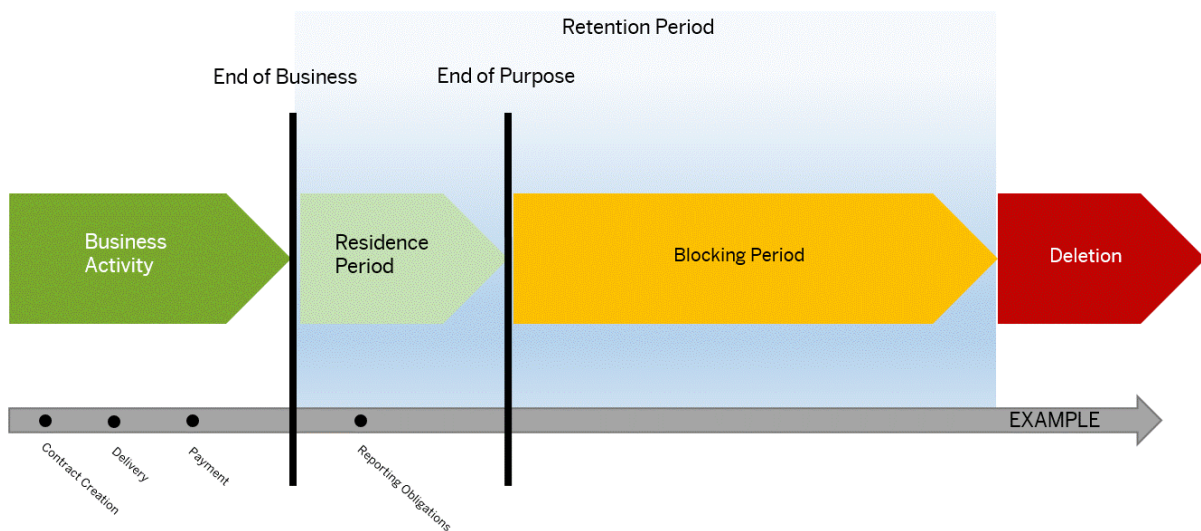 Retention Period
End of Business
End of Purpose
Business
Activity
Residence
Period
Blocking Period
Deletion
EXAMPLE
Contract Creation
Delivery
Payment
Reporting Obligations